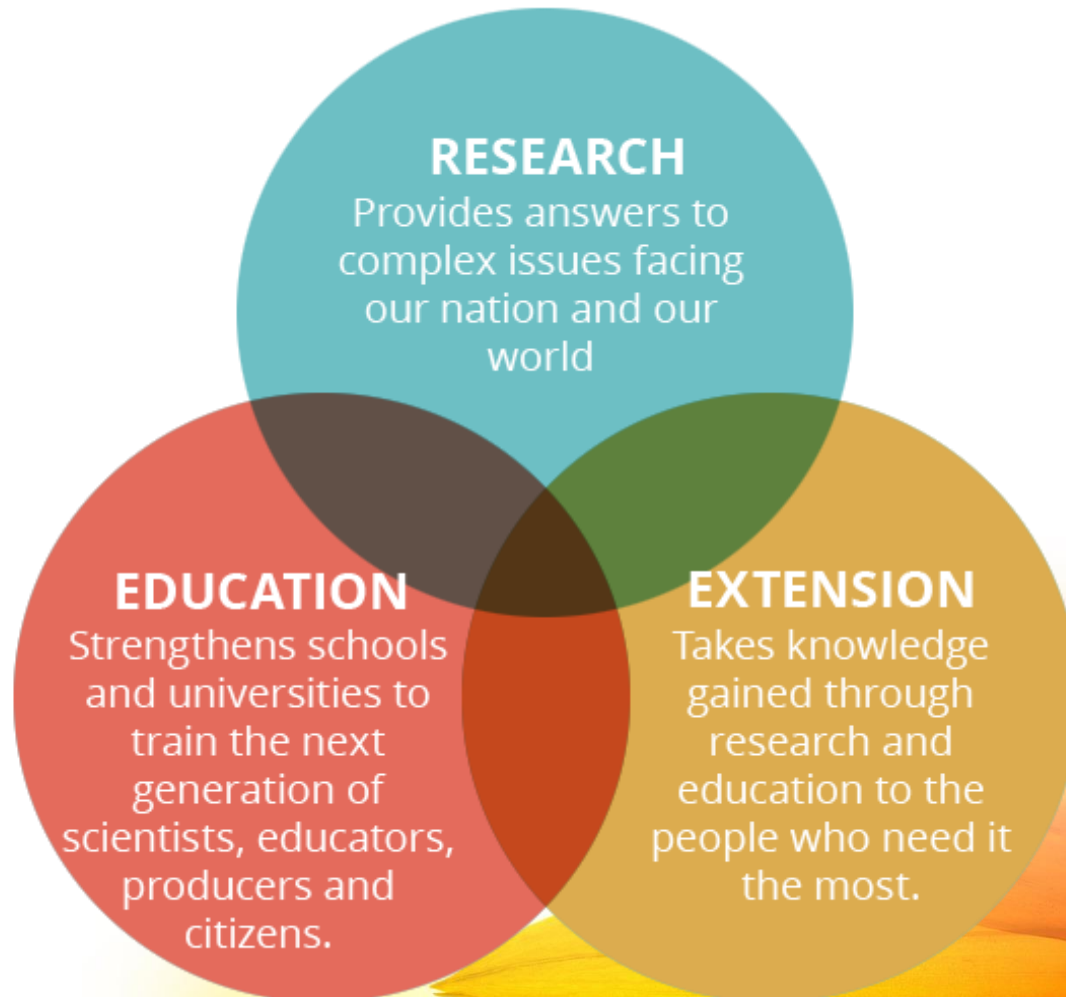 RESEARCH
Provides answers to
complex issues facing
our nation and our
world
EDUCATION
Strengthens schools
and universities to
train the next
generation of
scientists, educators,
producers and
citizens.
EXTENSION
Takes knowledge
gained through
research and
education to the
people who need it
the most.